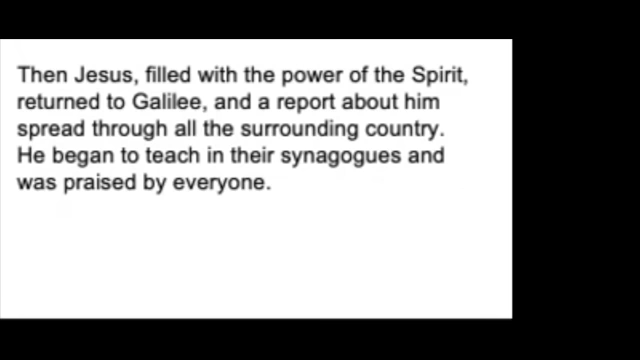 Then Jesus, filled with the power of the Spirit,
returned to Galilee, and a report about him
spread through all the surrounding country.
He began to teach in their synagogues and
was praised by everyone.